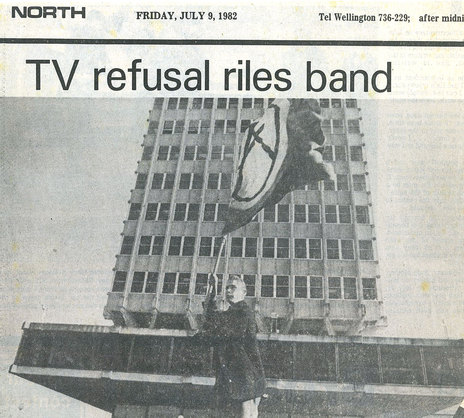 NORTH
FRIDAY, JULY 9, 1982
Tel Wellington 736-229; after midni
TV refusal riles band